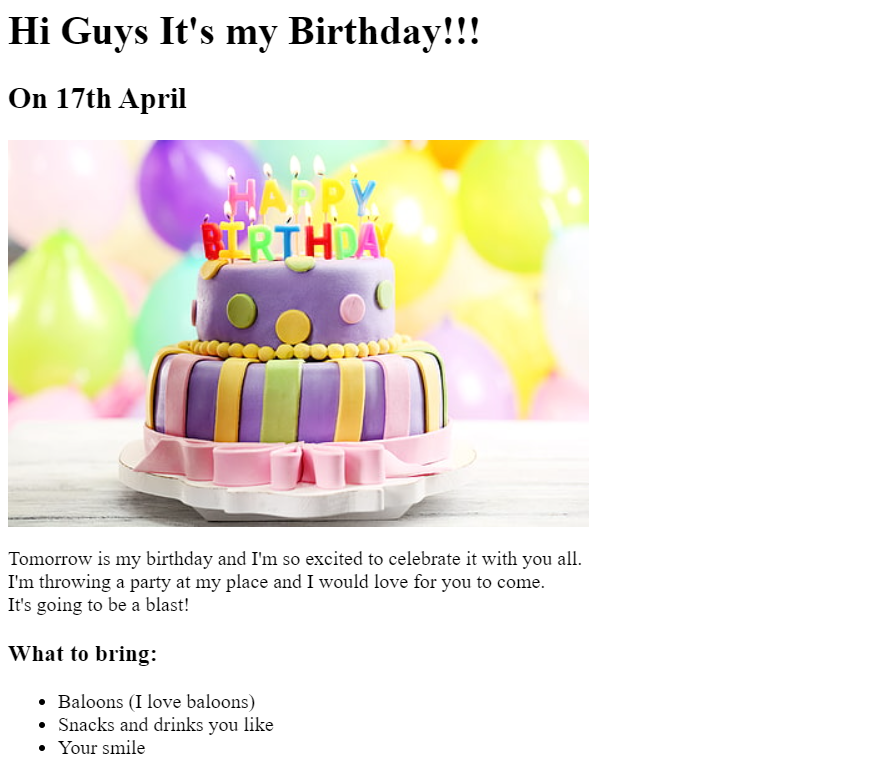 Hi Guys It's my Birthday!!!
On 17th April
HAPPY
BIRTHDAY
Tomorrow is my birthday and I'm so excited to celebrate it with you all.
I'm throwing a party at my place and I would love for you to come.
It's going to be a blast!
What to bring:
• Baloons (I love baloons)
• Snacks and drinks you like
• Your smile